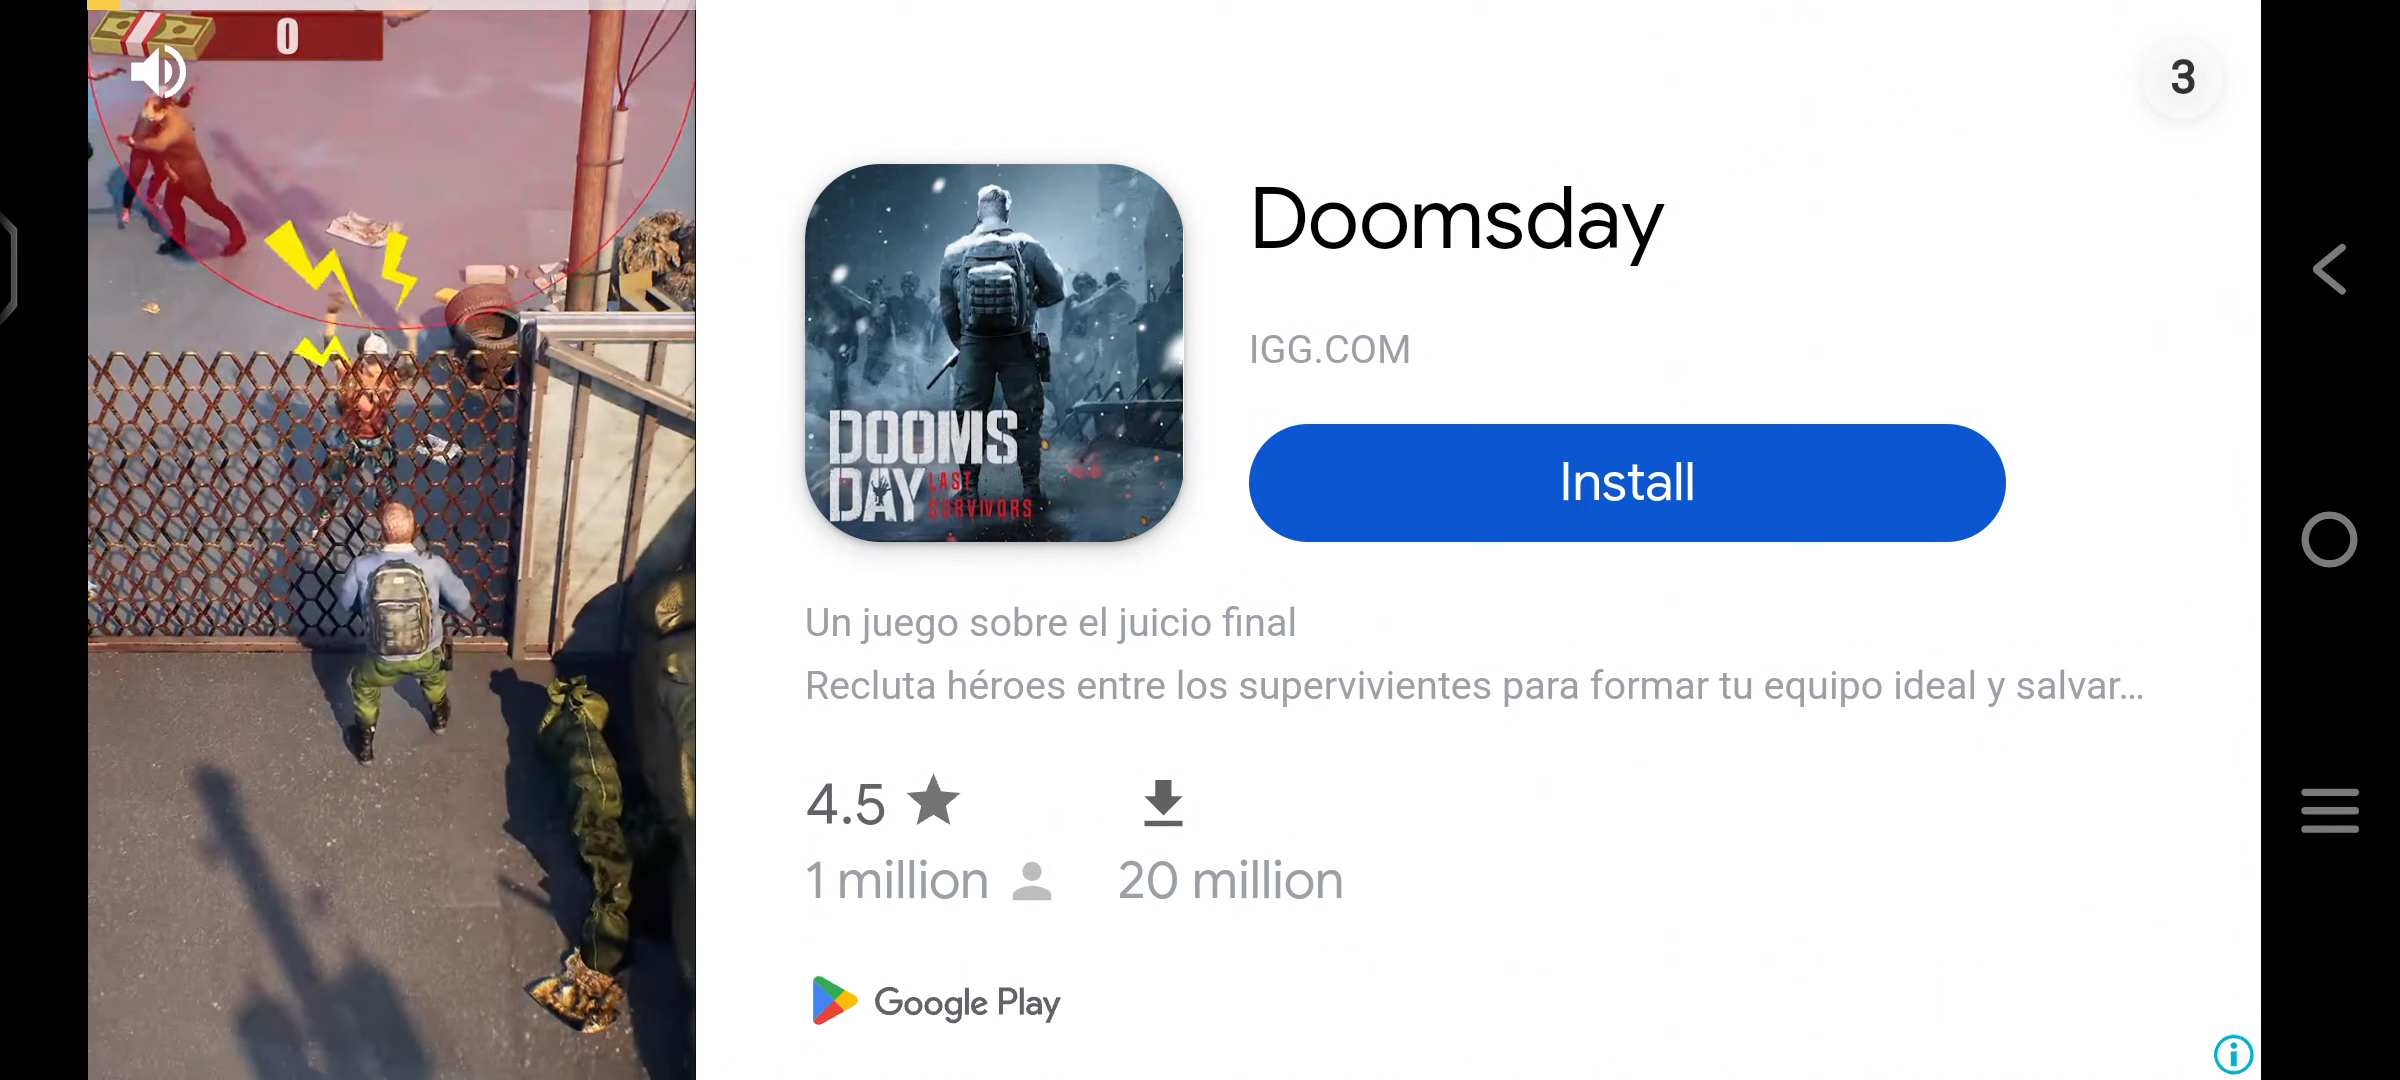 0
3
Doomsday
IGG.COM
Install
DOOMS
DAY LAST
SURVIVORS
Un juego sobre el juicio final
Recluta héroes entre los supervivientes para formar tu equipo ideal y salvar...
4.5
1 million
20 million
Google Play